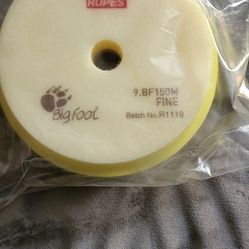 RUPES
9.BF150M
FINE
BigFoot
Batch No.R1119